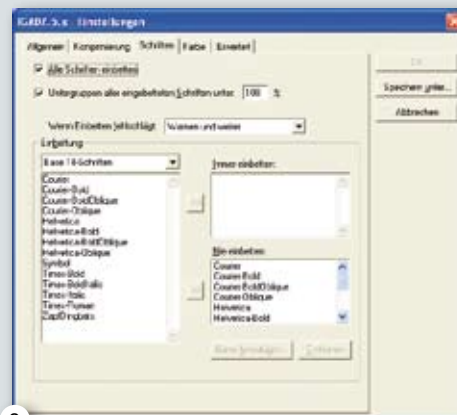 Einstellungen
Allgemein Komprimierung Schriften Farbe Erweitert
Alle Schriften einbetten
Untergruppen aller eingebetteten Schriften unter: 100 %
Wenn Einbetten fehlschlägt: Warnen und weiter
Einbettung
Base 14-Schriften
Courier
Courier-Bold
Courier-BoldOblique
Courier-Oblique
Helvetica
Helvetica-Bold
Helvetica-BoldOblique
Helvetica-Oblique
Symbol
Times-Bold
Times-BoldItalic
Times-Italic
Times-Roman
ZapfDingbats
Immer einbetten:
Nie einbetten:
Courier
Courier-Bold
Courier-BoldOblique
Courier-Oblique
Helvetica
Helvetica-Bold
Name hinzufügen...
Entfernen
OK
Speichern unter...
Abbrechen